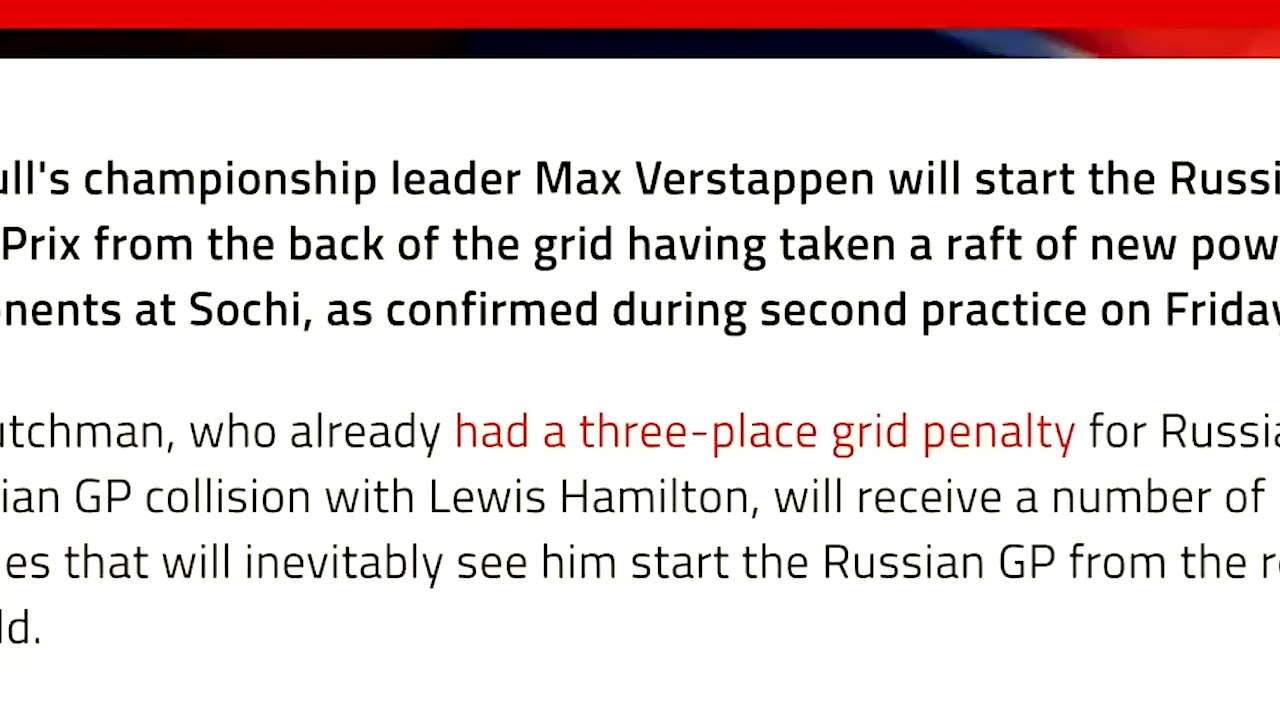 ull's championship leader Max Verstappen will start the Russi
Prix from the back of the grid having taken a raft of new pow
nents at Sochi, as confirmed during second practice on Friday
utchman, who already had a three-place grid penalty for Russia
ian GP collision with Lewis Hamilton, will receive a number of
es that will inevitably see him start the Russian GP from the r
ld.